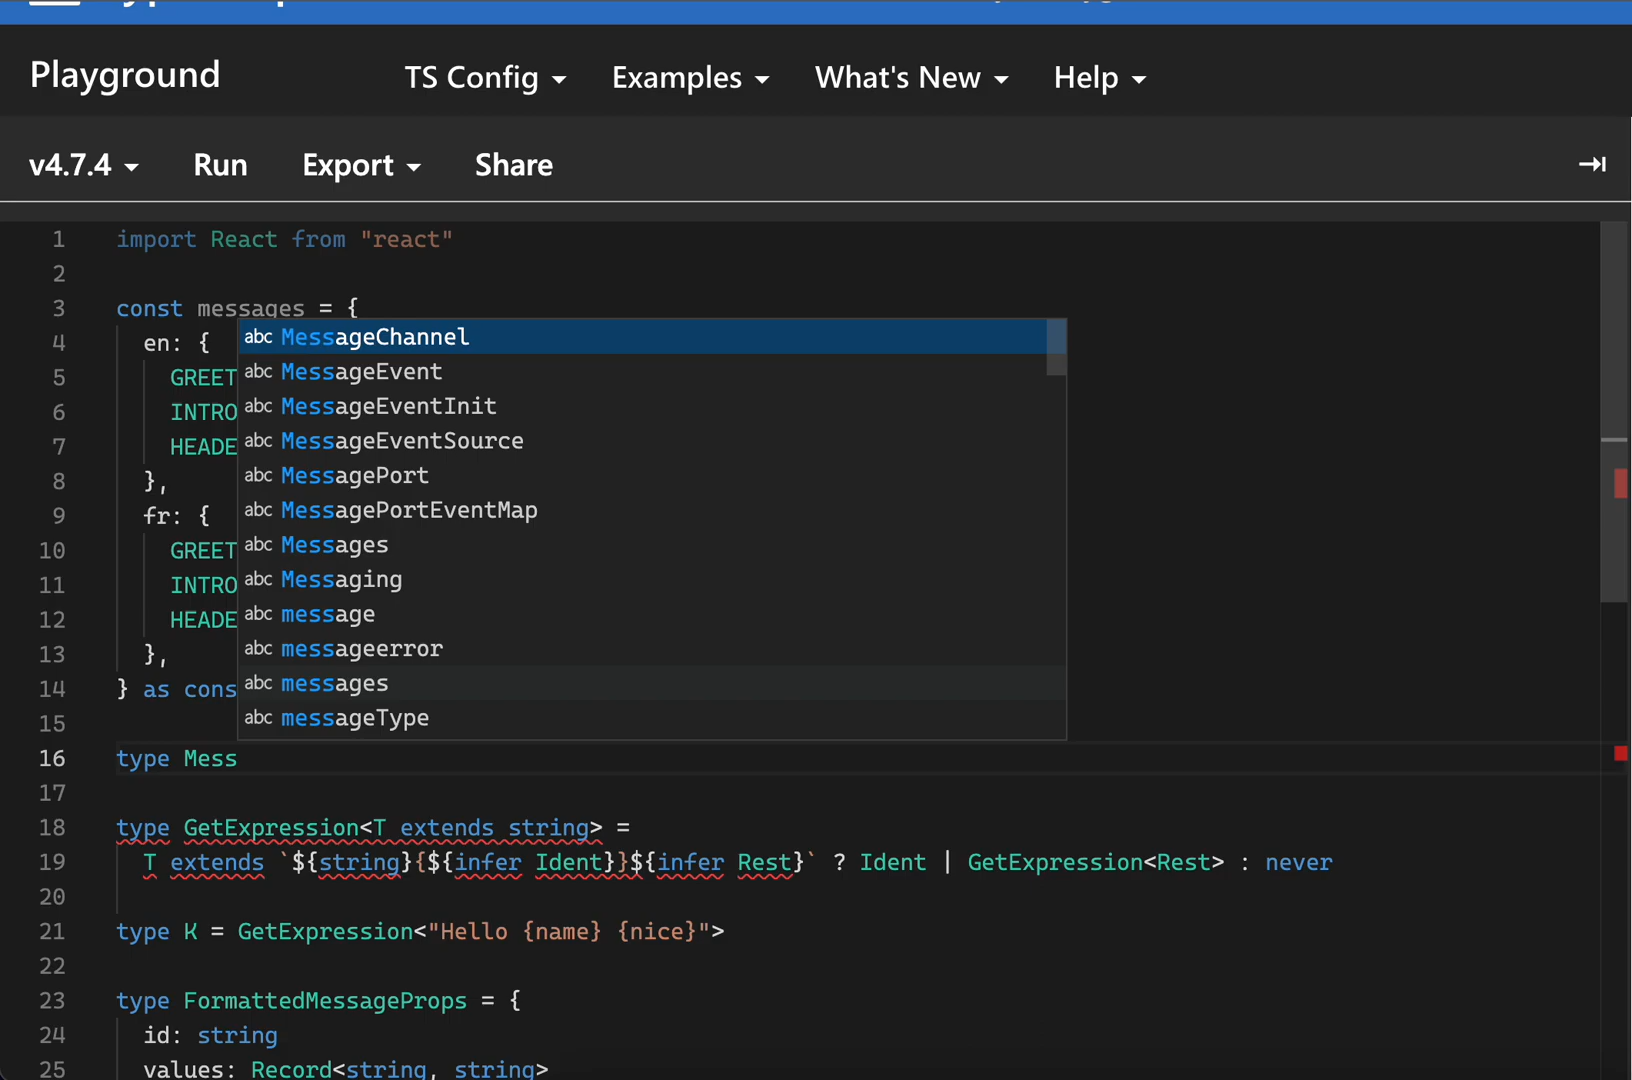 Playground
TS Config
Examples
What's New
Help
v4.7.4
Run
Export
Share
1 import React from "react"
2
3 const messages = {
4 en: {
5 GREET
6 INTRO
7 HEADE
8 },
9 fr: {
10 GREET
11 INTRO
12 HEADE
13 },
14 } as cons
abc MessageChannel
abc MessageEvent
abc MessageEventInit
abc MessageEventSource
abc MessagePort
abc MessagePortEventMap
abc Messages
abc Messaging
abc message
abc messageerror
abc messages
abc messageType
15
16 type Mess
17
18 type GetExpression<T extends string> =
19 T extends `${string}{${infer Ident}}${infer Rest}` ? Ident | GetExpression<Rest> : never
20
21 type K = GetExpression<"Hello {name} {nice}">
22
23 type FormattedMessageProps = {
24 id: string
25 values: Record<string, string>